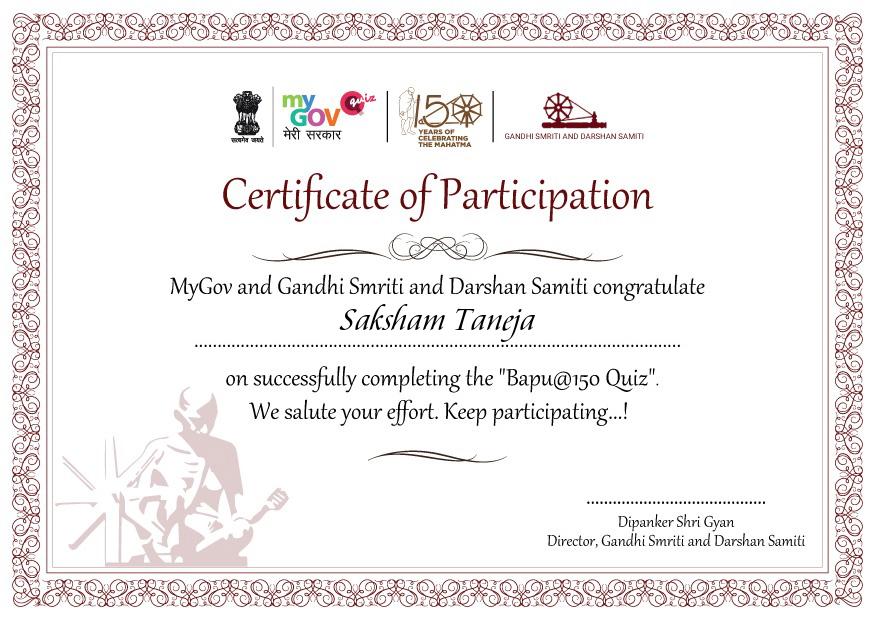 सत्यमेव जयते
my
GOV
quiz
मेरी सरकार
150
YEARS OF
CELEBRATING
THE MAHATMA
GANDHI SMRITI AND DARSHAN SAMITI
Certificate of Participation
MyGov and Gandhi Smriti and Darshan Samiti congratulate
Saksham Taneja
on successfully completing the "Bapu@150 Quiz".
We salute your effort. Keep participating...!
Dipanker Shri Gyan
Director, Gandhi Smriti and Darshan Samiti